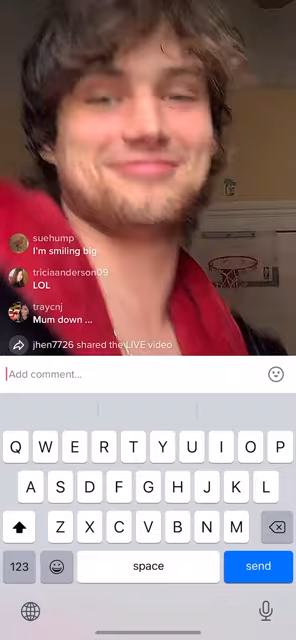 suehump
I'm smiling big
triciaanderson09
LOL
traycnj
Mum down ...
jhen7726 shared the LIVE video
Add comment...
Q W E R T Y U I O P
A S D F G H J K L
Z X C V B N M
123 space send